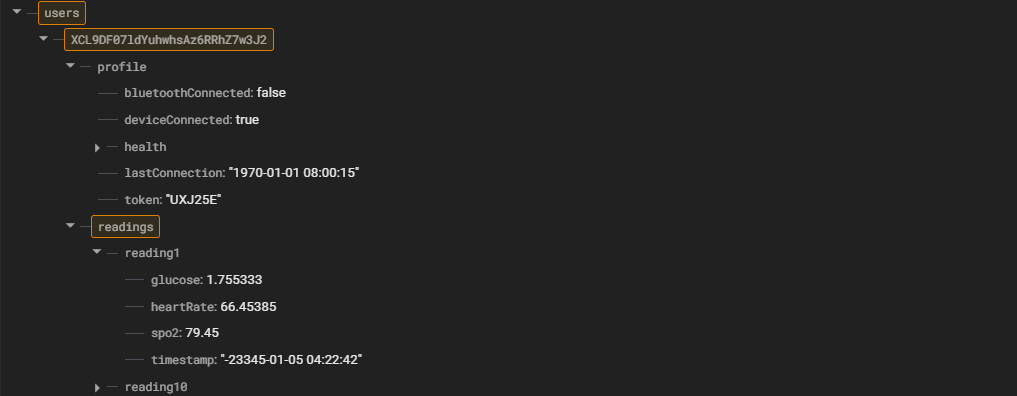 users
XCL9DF07ldYuhwhsAz6RRhZ7w3J2
profile
bluetoothConnected: false
deviceConnected: true
health
lastConnection: "1970-01-01 08:00:15"
token: "UXJ25E"
readings
reading1
glucose: 1.755333
heartRate: 66.45385
spo2: 79.45
timestamp: "-23345-01-05 04:22:42"
reading10